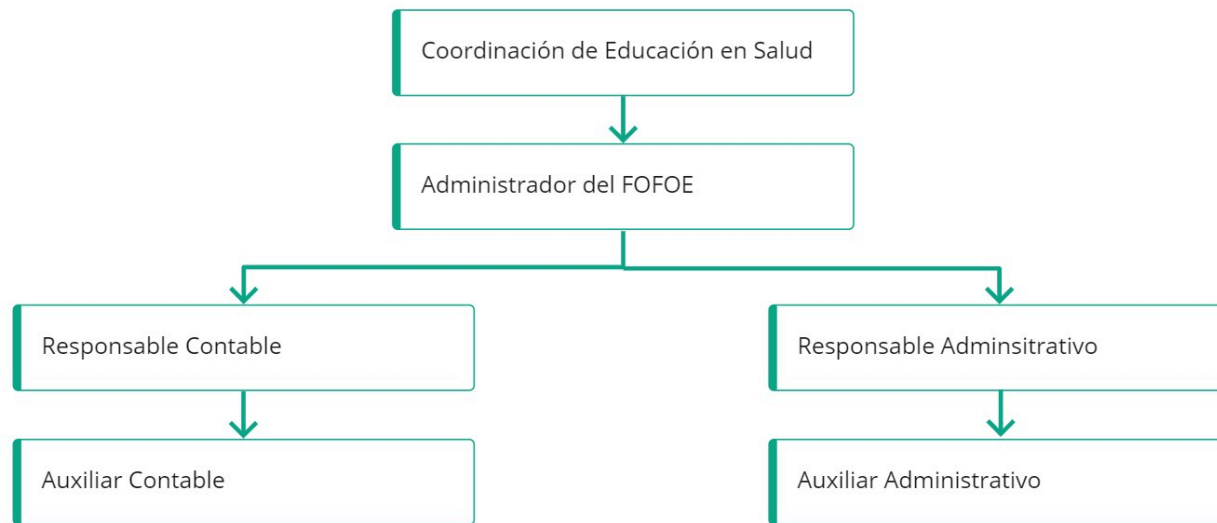 Coordinación de Educación en Salud
Administrador del FOFOE
Responsable Contable
Responsable Adminsitrativo
Auxiliar Contable
Auxiliar Administrativo